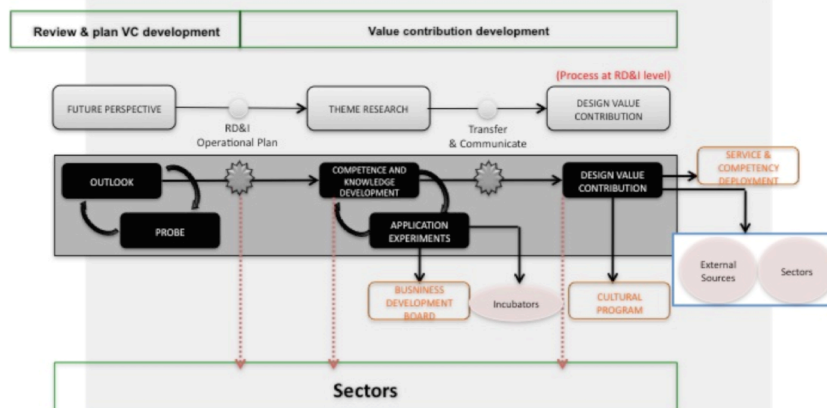 Review & plan VC development
Value contribution development
(Process at RD&I level)
FUTURE PERSPECTIVE
THEME RESEARCH
DESIGN VALUE
CONTRIBUTION
RD&I
Operational Plan
Transfer
& Communicate
OUTLOOK
COMPETENCE AND
KNOWLEDGE
DEVELOPMENT
DESIGN VALUE
CONTRIBUTION
SERVICE &
COMPETENCY
DEPLOYMENT
PROBE
APPLICATION
EXPERIMENTS
External
Sources
Sectors
BUSNINESS
DEVELOPMENT
BOARD
Incubators
CULTURAL
PROGRAM
Sectors